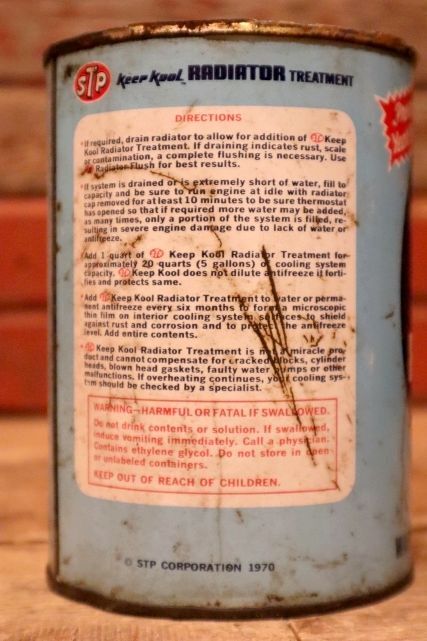 STP Keep Kool RADIATOR TREATMENT
DIRECTIONS
• If required, drain radiator to allow for addition of STP Keep
Kool Radiator Treatment. If draining indicates rust, scale
or contamination, a complete flushing is necessary. Use
STP Radiator Flush for best results.
• If system is drained or is extremely short of water, fill to
capacity and be sure to run engine at idle with radiator
cap removed for at least 10 minutes to be sure thermostat
has opened so that if required more water may be added,
as many times, only a portion of the system is filled, re-
sulting in severe engine damage due to lack of water or
antifreeze.
• Add 1 quart of STP Keep Kool Radiator Treatment for
approximately 20 quarts (5 gallons) of cooling system
capacity. STP Keep Kool does not dilute antifreeze it forti-
fies and protects same.
• Add STP Keep Kool Radiator Treatment to water or perma-
nent antifreeze every six months to form a microscopic
thin film on interior cooling system surfaces to shield
against rust and corrosion and to protect the antifreeze
level. Add entire contents.
• STP Keep Kool Radiator Treatment is not a miracle pro-
duct and cannot compensate for cracked blocks, cylinder
heads, blown head gaskets, faulty water pumps or other
malfunctions. If overheating continues, your cooling sys-
tem should be checked by a specialist.
WARNING—HARMFUL OR FATAL IF SWALLOWED.
Do not drink contents or solution. If swallowed,
induce vomiting immediately. Call a physician.
Contains ethylene glycol. Do not store in open
or unlabeled containers.
KEEP OUT OF REACH OF CHILDREN.
© STP CORPORATION 1970